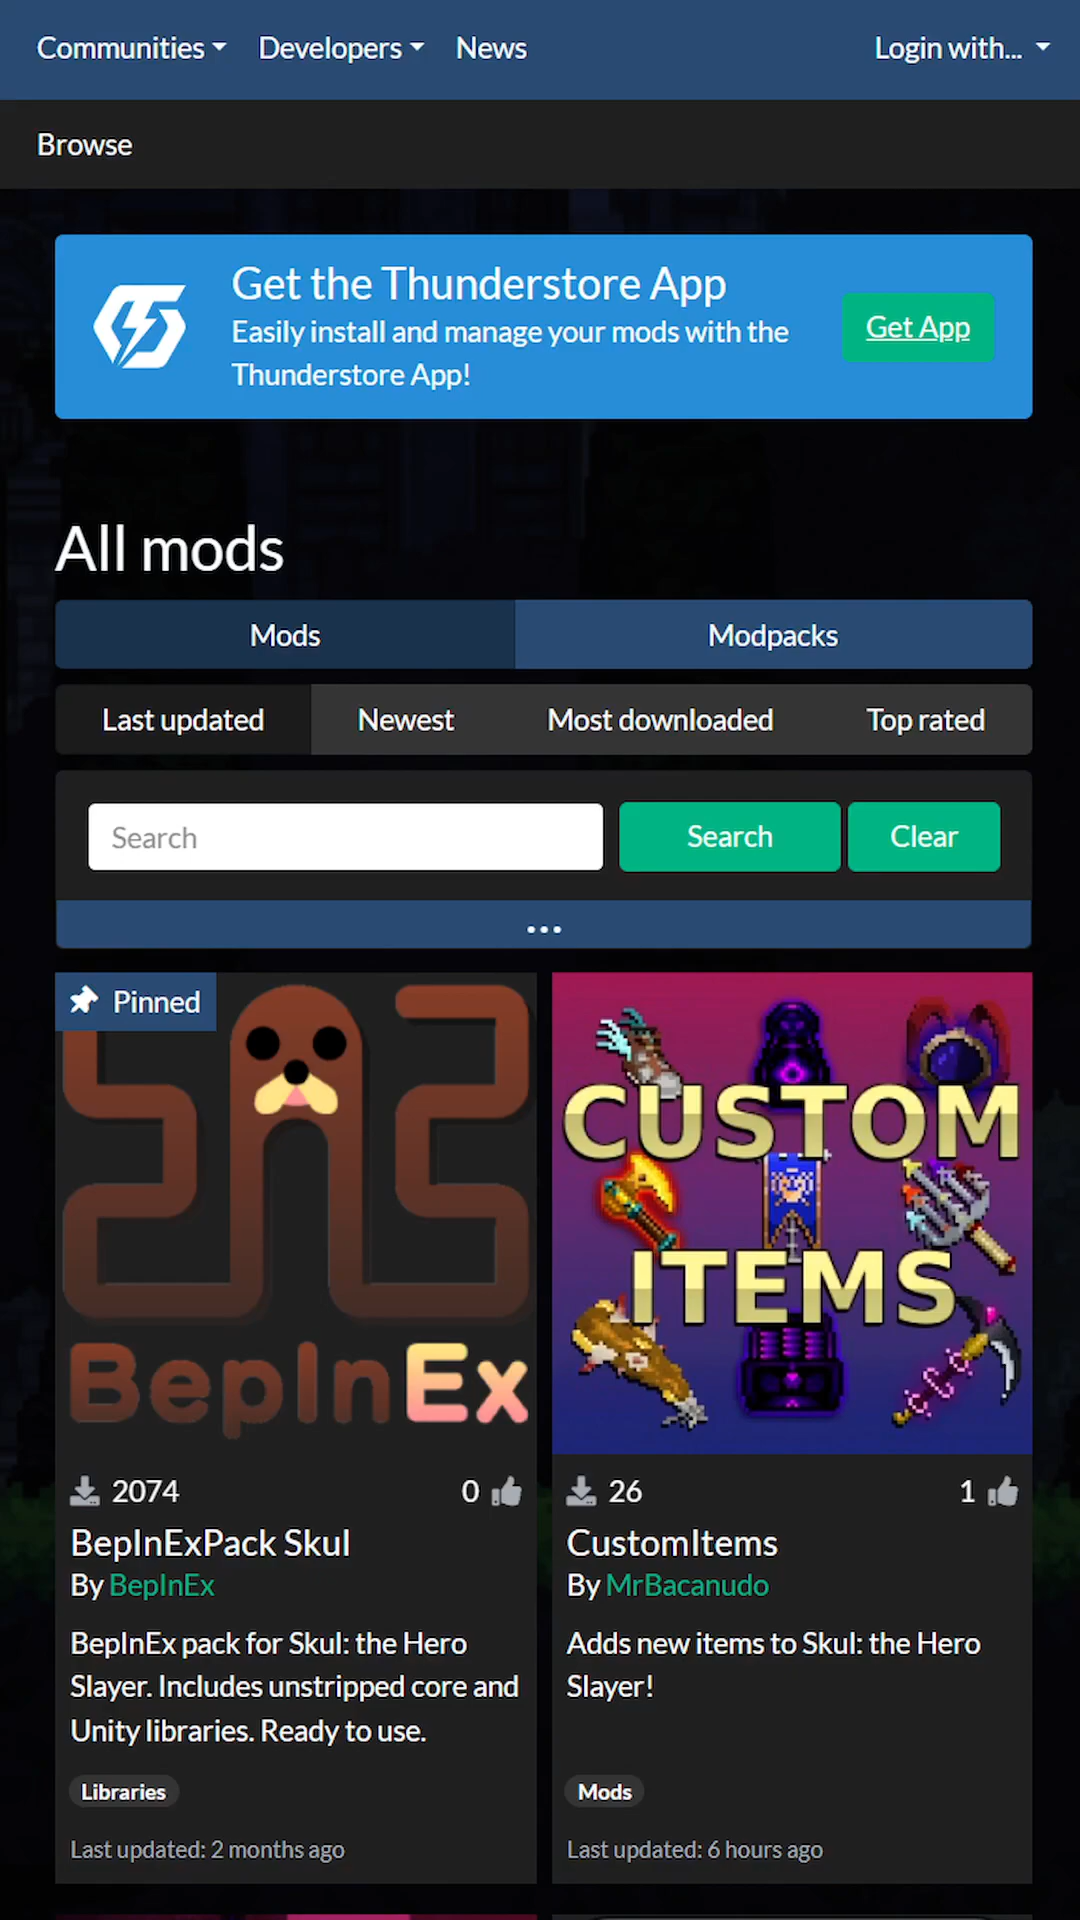 Communities Developers News Login with...
Browse
Get the Thunderstore App
Easily install and manage your mods with the
Thunderstore App!
Get App
All mods
Mods Modpacks
Last updated Newest Most downloaded Top rated
Search Search Clear
...
Pinned
BepInEx
2074 0
BepInExPack Skul
By BepInEx
BepInEx pack for Skul: the Hero
Slayer. Includes unstripped core and
Unity libraries. Ready to use.
Libraries
Last updated: 2 months ago
CUSTOM
ITEMS
26 1
CustomItems
By MrBacanudo
Adds new items to Skul: the Hero
Slayer!
Mods
Last updated: 6 hours ago